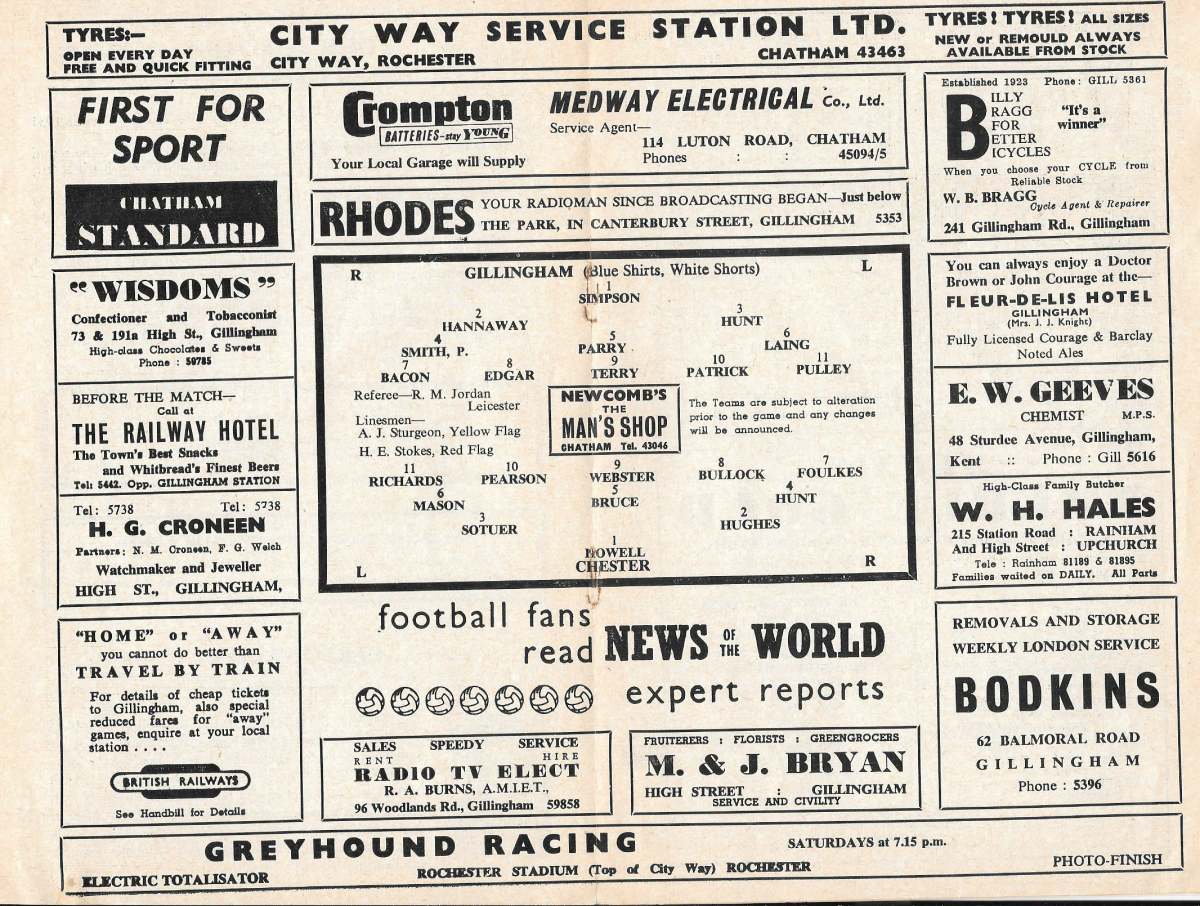 TYRES:—
OPEN EVERY DAY
FREE AND QUICK FITTING
CITY WAY SERVICE STATION LTD.
CITY WAY, ROCHESTER
CHATHAM 43463
TYRES! TYRES! ALL SIZES
NEW or REMOULD ALWAYS
AVAILABLE FROM STOCK
FIRST FOR
SPORT
CHATHAM
STANDARD
Crompton
BATTERIES-stay YOUNG
Your Local Garage will Supply
MEDWAY ELECTRICAL Co., Ltd.
Service Agent—
114 LUTON ROAD, CHATHAM
Phones : : 45094/5
Established 1923 Phone: GILL 5361
BILLY
BRAGG
FOR
BETTER
BICYCLES
"It's a
winner"
When you choose your CYCLE from
Reliable Stock
W. B. BRAGG
Cycle Agent & Repairer
241 Gillingham Rd., Gillingham
RHODES
YOUR RADIOMAN SINCE BROADCASTING BEGAN—Just below
THE PARK, IN CANTERBURY STREET, GILLINGHAM 5353
"WISDOMS"
Confectioner and Tobacconist
73 & 191a High St., Gillingham
High-class Chocolates & Sweets
Phone : 50785
BEFORE THE MATCH—
Call at
THE RAILWAY HOTEL
The Town's Best Snacks
and Whitbread's Finest Beers
Tel: 5442. Opp. GILLINGHAM STATION
Tel: 5738 Tel: 5738
H. G. CRONEEN
Partners: N. M. Croneen, F. G. Welch
Watchmaker and Jeweller
HIGH ST., GILLINGHAM,
R GILLINGHAM (Blue Shirts, White Shorts) L
1
SIMPSON
2 3
HANNAWAY HUNT
4 5 6
SMITH, P. PARRY LAING
7 8 9 10 11
BACON EDGAR TERRY PATRICK PULLEY
Referee—R. M. Jordan
Leicester
Linesmen—
A. J. Sturgeon, Yellow Flag
H. E. Stokes, Red Flag
NEWCOMB'S
THE
MAN'S SHOP
CHATHAM Tel. 43046
The Teams are subject to alteration
prior to the game and any changes
will be announced.
11 10 9 8 7
RICHARDS PEARSON WEBSTER BULLOCK FOULKES
6 5 4
MASON BRUCE HUNT
3 2
SOTUER HUGHES
1
HOWELL
L CHESTER R
You can always enjoy a Doctor
Brown or John Courage at the—
FLEUR-DE-LIS HOTEL
GILLINGHAM
(Mrs. J. J. Knight)
Fully Licensed Courage & Barclay
Noted Ales
E. W. GEEVES
CHEMIST M.P.S.
48 Sturdee Avenue, Gillingham,
Kent :: Phone : Gill 5616
High-Class Family Butcher
W. H. HALES
215 Station Road : RAINHAM
And High Street : UPCHURCH
Tele : Rainham 81189 & 81895
Families waited on DAILY. All Parts
"HOME" or "AWAY"
you cannot do better than
TRAVEL BY TRAIN
For details of cheap tickets
to Gillingham, also special
reduced fares for "away"
games, enquire at your local
station . . . .
BRITISH RAILWAYS
See Handbill for Details
football fans
read NEWS OF THE WORLD
expert reports
SALES SPEEDY SERVICE
RENT HIRE
RADIO TV ELECT
R. A. BURNS, A.M.I.E.T.,
96 Woodlands Rd., Gillingham 59858
FRUITERERS : FLORISTS : GREENGROCERS
M. & J. BRYAN
HIGH STREET : GILLINGHAM
SERVICE AND CIVILITY
REMOVALS AND STORAGE
WEEKLY LONDON SERVICE
BODKINS
62 BALMORAL ROAD
GILLINGHAM
Phone : 5396
GREYHOUND RACING
SATURDAYS at 7.15 p.m.
ELECTRIC TOTALISATOR
ROCHESTER STADIUM (Top of City Way) ROCHESTER
PHOTO-FINISH